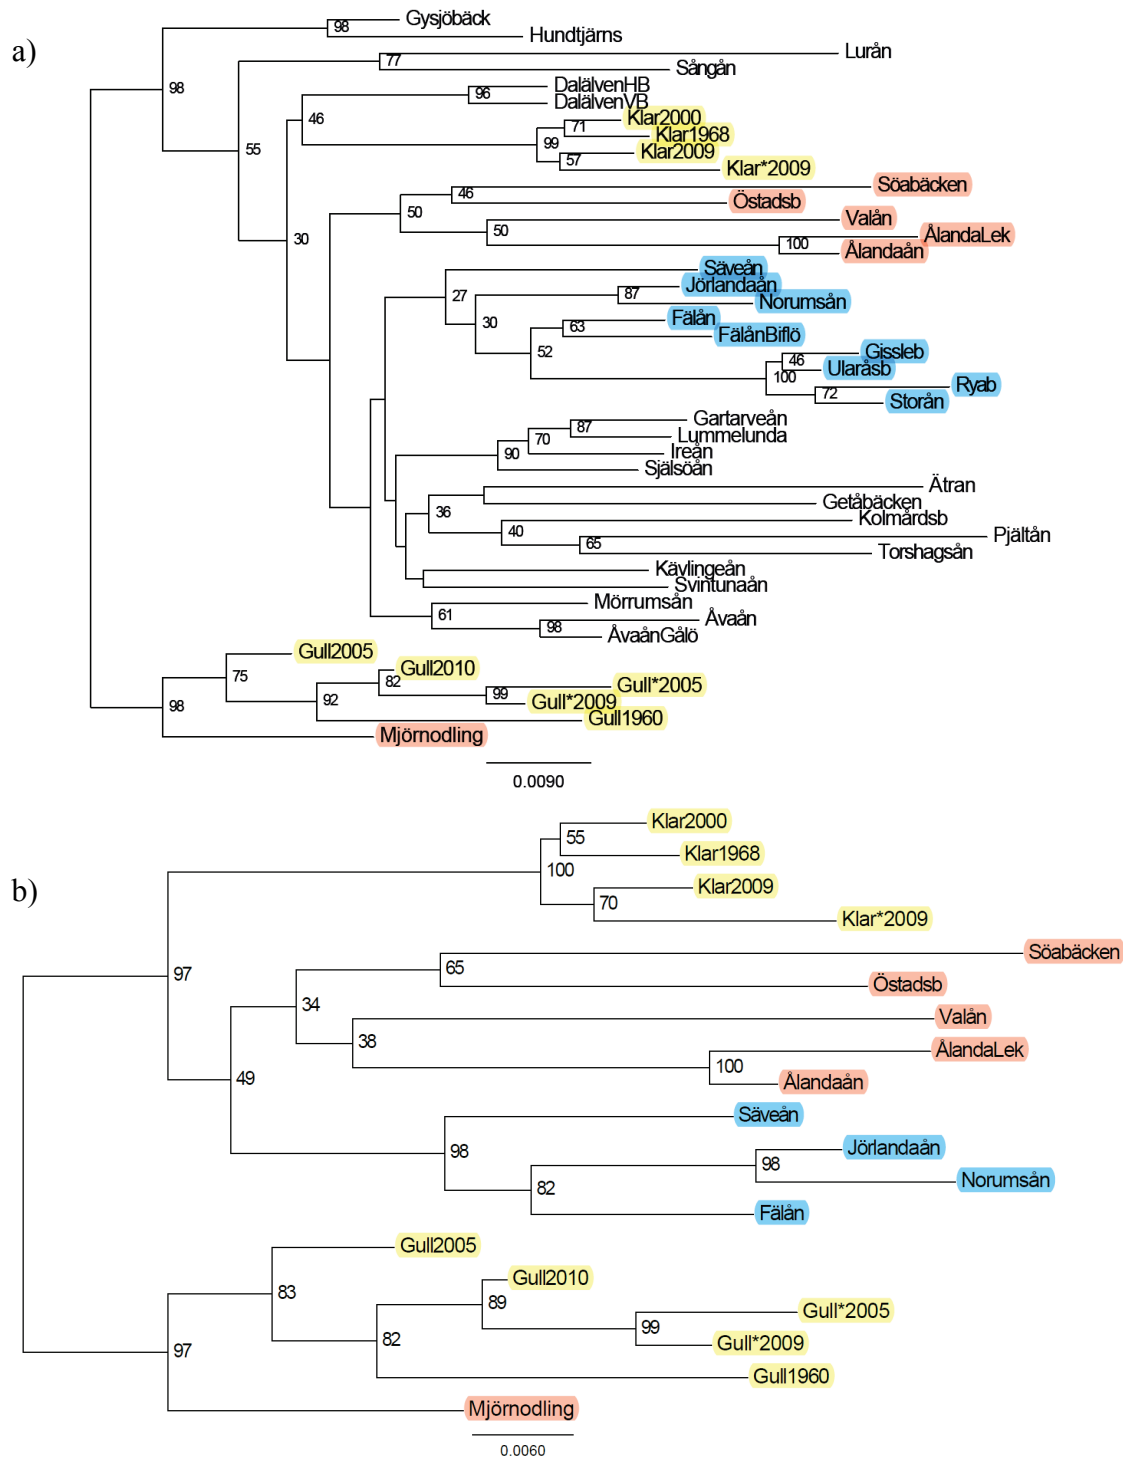 a)
Gysjöbäck
98
Hundtjärns
Lurån
77
Sångån
98
DalälvenHB
96
DalälvenVB
46
Klar2000
71
Klar1968
99
Klar2009
55
57
Klar*2009
Söabäcken
46
Östadsb
50
Valån
50
ÅlandaLek
30
100
Ålandaån
Säveån
Jörlandaån
27
87
Norumsån
30
Fälån
63
FälånBiflö
52
Gissleb
46
Ularåsb
100
Ryab
72
Storån
Gartarveån
87
Lummelunda
70
Ireån
90
Själsöån
Ätran
Getåbäcken
36
Kolmårdsb
40
Pjältån
65
Torshagsån
Kävlingeån
Svintunaån
Mörrumsån
61
Åvaån
98
ÅvaånGålö
Gull2005
75
Gull2010
82
Gull*2005
99
92
Gull*2009
98
Gull1960
Mjörnodling
0.0090
b)
Klar2000
55
Klar1968
100
Klar2009
70
Klar*2009
97
Söabäcken
65
Östadsb
34
Valån
38
ÅlandaLek
100
49
Ålandaån
Säveån
Jörlandaån
98
98
Norumsån
82
Fälån
Gull2005
83
Gull2010
89
Gull*2005
99
82
Gull*2009
97
Gull1960
Mjörnodling
0.0060